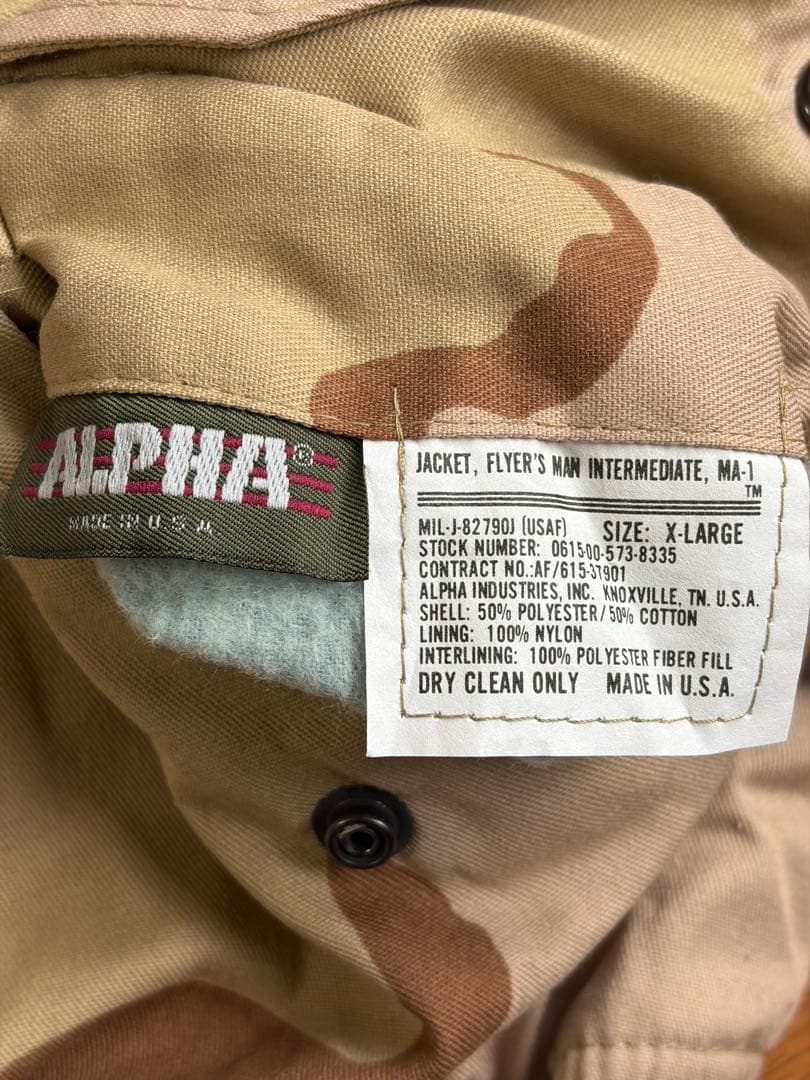 ALPHA®
MADE IN U.S.A.
JACKET, FLYER'S MAN INTERMEDIATE, MA-1
TM
MIL-J-82790J (USAF) SIZE: X-LARGE
STOCK NUMBER: 0615-00-573-8335
CONTRACT NO.:AF/615-37901
ALPHA INDUSTRIES, INC. KNOXVILLE, TN. U.S.A.
SHELL: 50% POLYESTER/50% COTTON
LINING: 100% NYLON
INTERLINING: 100% POLYESTER FIBER FILL
DRY CLEAN ONLY MADE IN U.S.A.